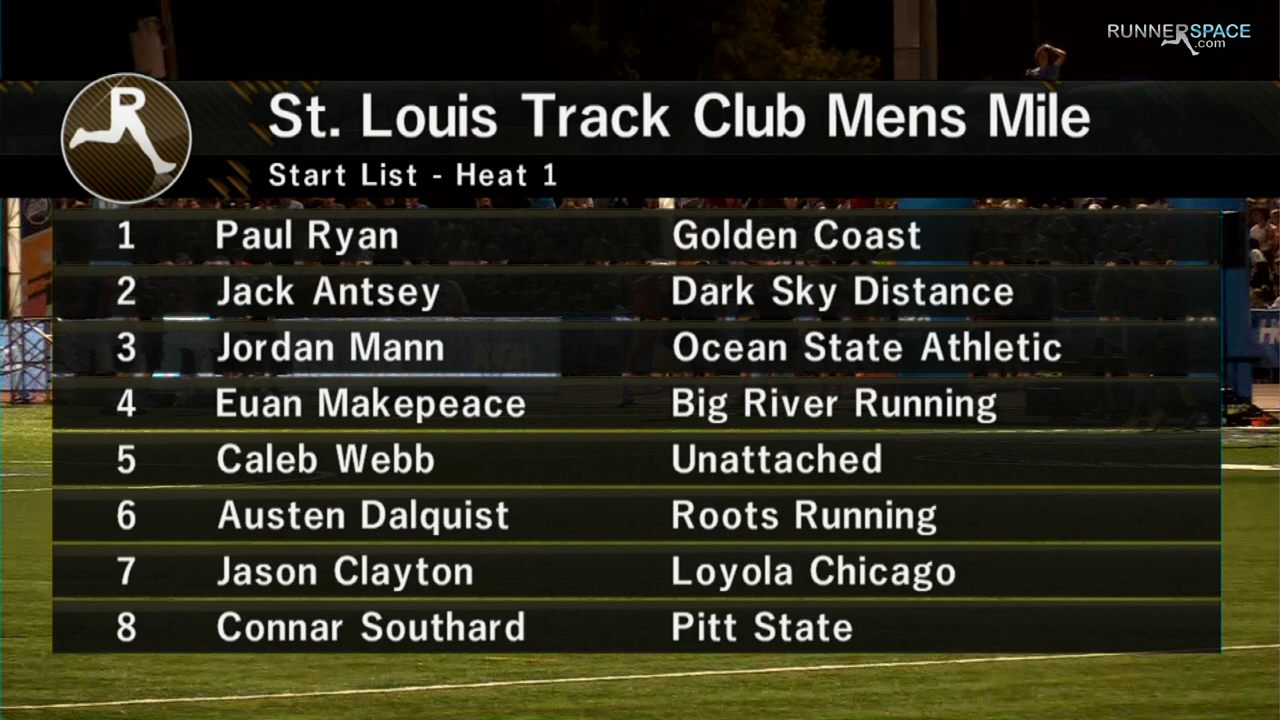 RUNNERSPACE
.com
R
St. Louis Track Club Mens Mile
Start List - Heat 1
1 Paul Ryan Golden Coast
2 Jack Antsey Dark Sky Distance
3 Jordan Mann Ocean State Athletic
4 Euan Makepeace Big River Running
5 Caleb Webb Unattached
6 Austen Dalquist Roots Running
7 Jason Clayton Loyola Chicago
8 Connar Southard Pitt State